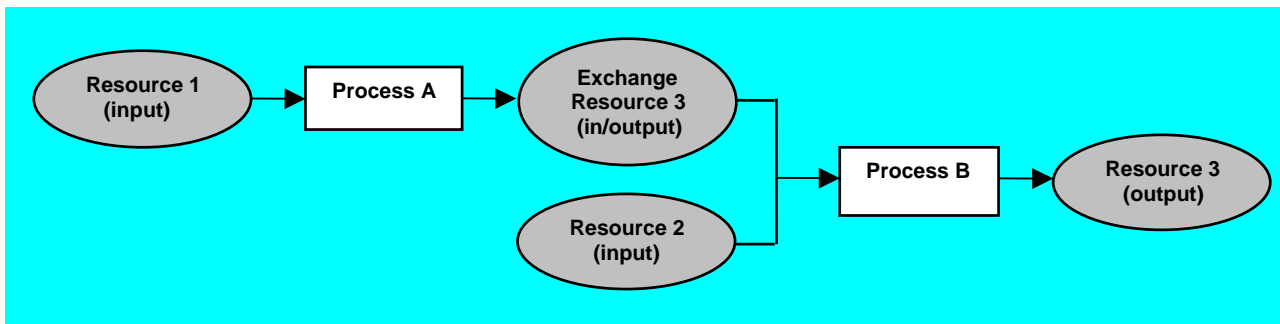 Resource 1
(input)
Process A
Exchange
Resource 3
(in/output)
Resource 2
(input)
Process B
Resource 3
(output)